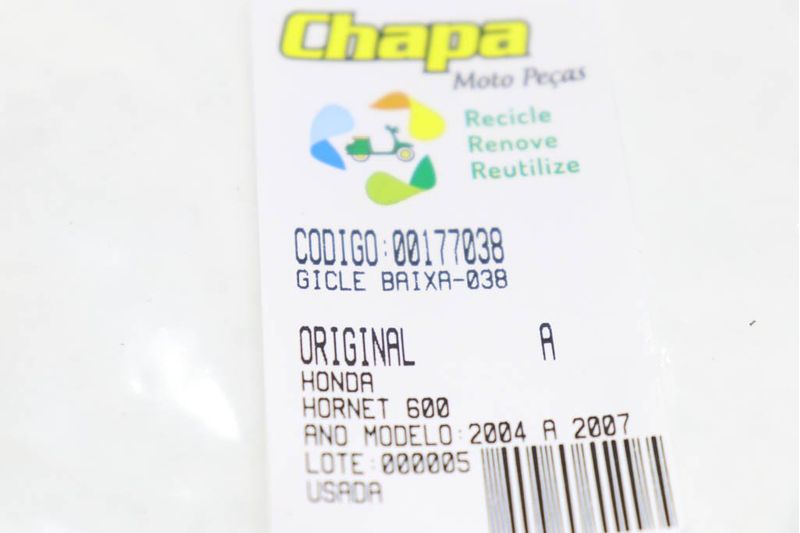 Chapa
Moto Peças
Recicle
Renove
Reutilize
CODIGO:00177038
GICLE BAIXA-038
ORIGINAL A
HONDA
HORNET 600
ANO MODELO:2004 A 2007
LOTE:000005
USADA